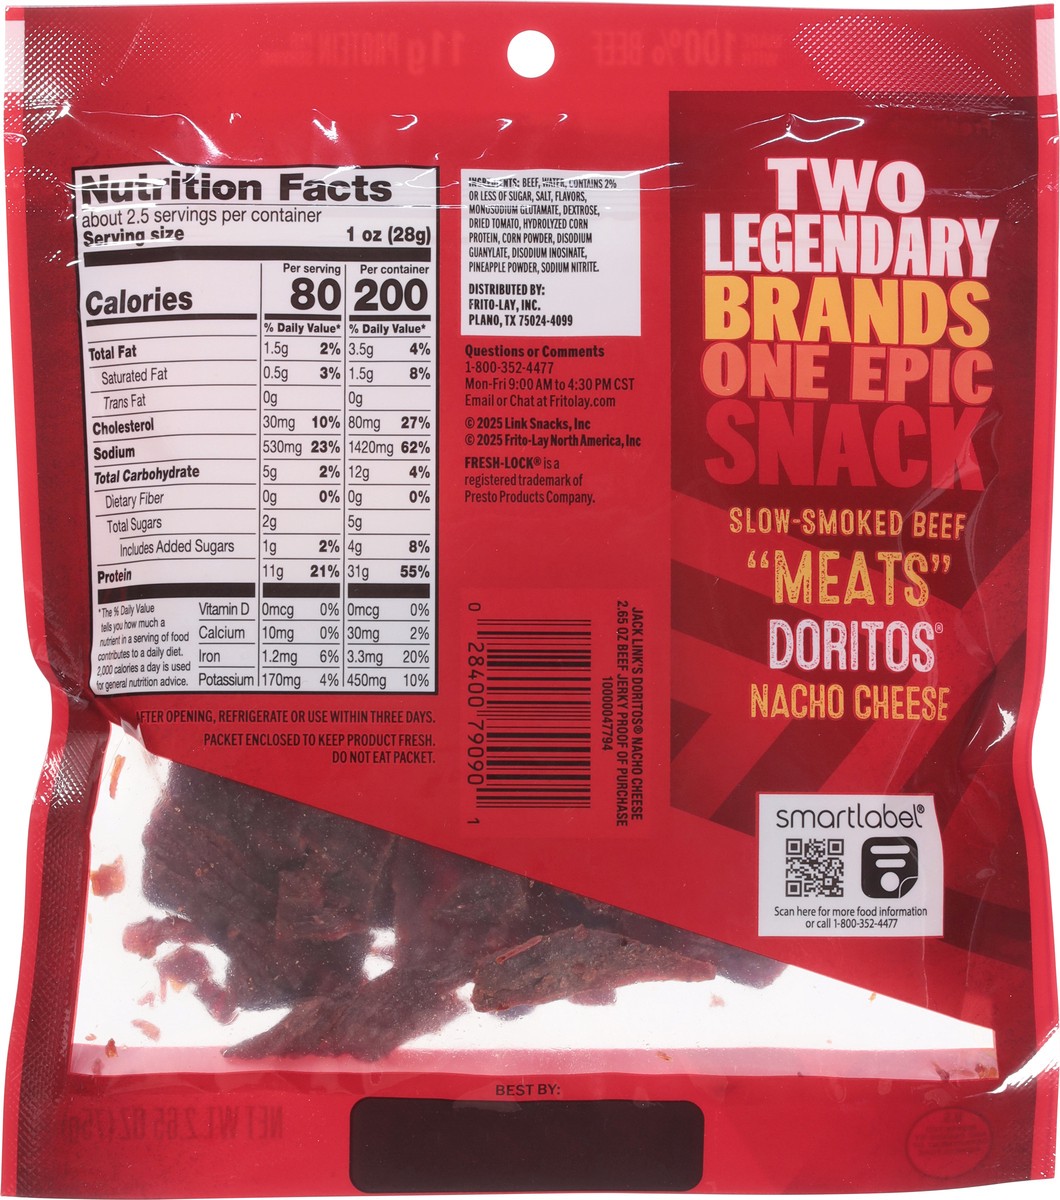 Nutrition Facts
about 2.5 servings per container
Serving size 1 oz (28g)
Per serving Per container
Calories 80 200
% Daily Value* % Daily Value*
Total Fat 1.5g 2% 3.5g 4%
Saturated Fat 0.5g 3% 1.5g 8%
Trans Fat 0g 0g
Cholesterol 30mg 10% 80mg 27%
Sodium 530mg 23% 1420mg 62%
Total Carbohydrate 5g 2% 12g 4%
Dietary Fiber 0g 0% 0g 0%
Total Sugars 2g 5g
Includes Added Sugars 1g 2% 4g 8%
Protein 11g 21% 31g 55%
Vitamin D 0mcg 0% 0mcg 0%
Calcium 10mg 0% 30mg 2%
Iron 1.2mg 6% 3.3mg 20%
Potassium 170mg 4% 450mg 10%
*The % Daily Value
tells you how much a
nutrient in a serving of food
contributes to a daily diet.
2,000 calories a day is used
for general nutrition advice.
AFTER OPENING, REFRIGERATE OR USE WITHIN THREE DAYS.
PACKET ENCLOSED TO KEEP PRODUCT FRESH.
DO NOT EAT PACKET.
INGREDIENTS: BEEF, WATER, CONTAINS 2%
OR LESS OF SUGAR, SALT, FLAVORS,
MONOSODIUM GLUTAMATE, DEXTROSE,
DRIED TOMATO, HYDROLYZED CORN
PROTEIN, CORN POWDER, DISODIUM
GUANYLATE, DISODIUM INOSINATE,
PINEAPPLE POWDER, SODIUM NITRITE.
DISTRIBUTED BY:
FRITO-LAY, INC.
PLANO, TX 75024-4099
Questions or Comments
1-800-352-4477
Mon-Fri 9:00 AM to 4:30 PM CST
Email or Chat at Fritolay.com
© 2025 Link Snacks, Inc
© 2025 Frito-Lay North America, Inc
FRESH-LOCK® is a
registered trademark of
Presto Products Company.
JACK LINK'S DORITOS® NACHO CHEESE
2.65 OZ BEEF JERKY PROOF OF PURCHASE
10000047794
0 28400 79090 1
TWO
LEGENDARY
BRANDS
ONE EPIC
SNACK
SLOW-SMOKED BEEF
“MEATS”
DORITOS®
NACHO CHEESE
smartlabel®
Scan here for more food information
or call 1-800-352-4477
BEST BY: